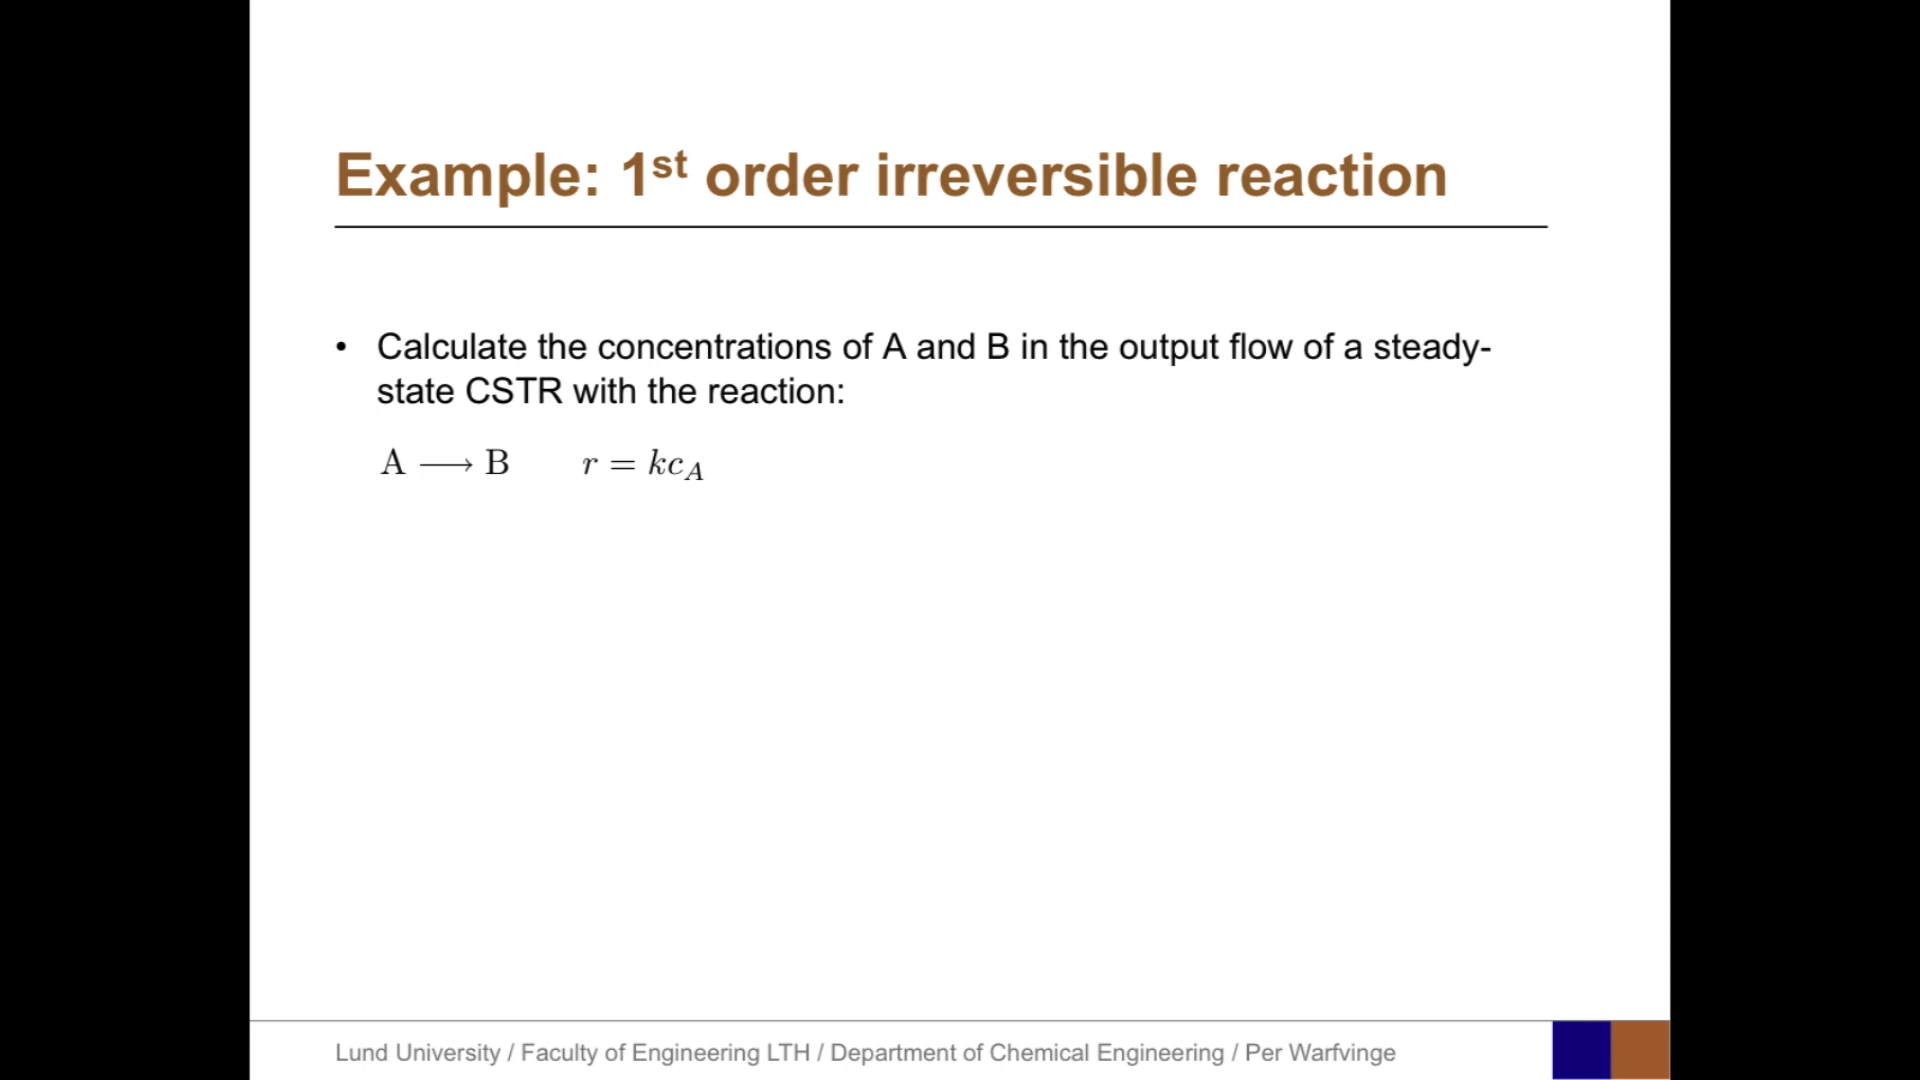 Example: 1st order irreversible reaction
• Calculate the concentrations of A and B in the output flow of a steady-
state CSTR with the reaction:
A ⟶ B r = kc_A
Lund University / Faculty of Engineering LTH / Department of Chemical Engineering / Per Warfvinge